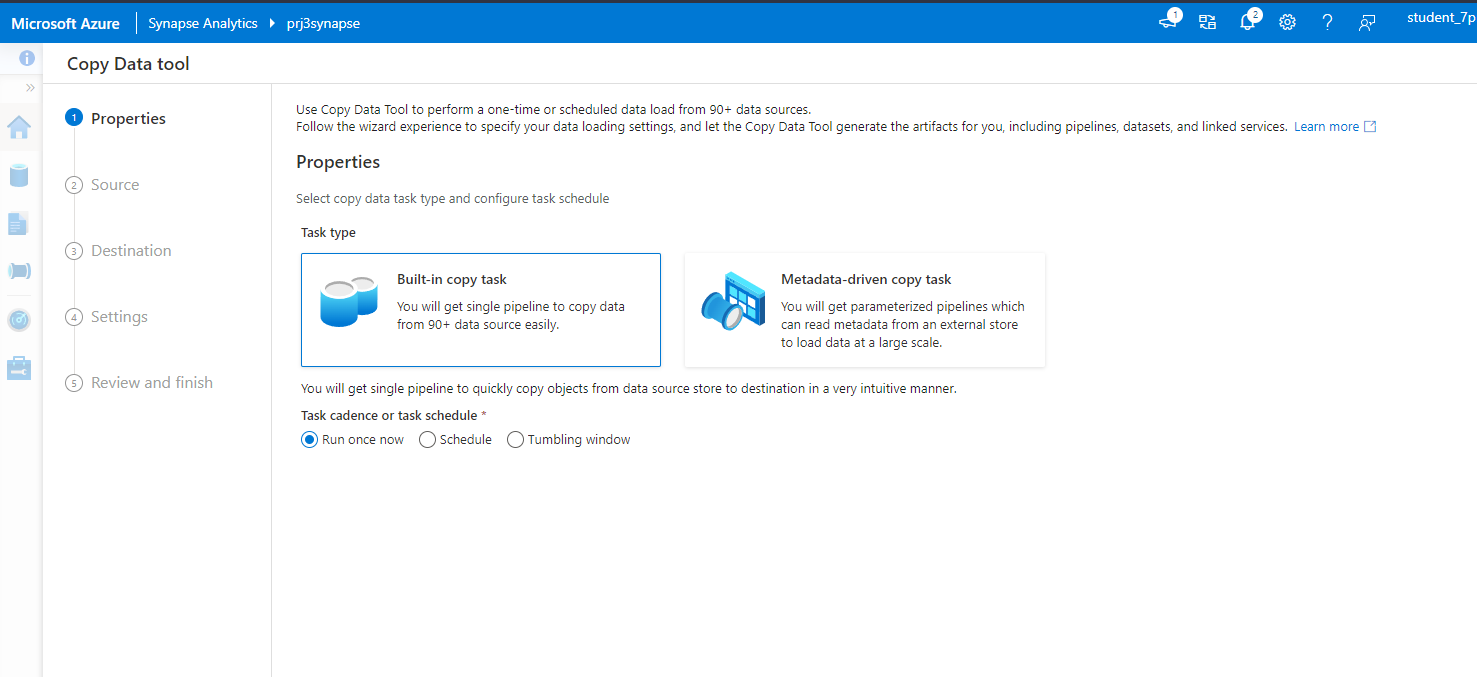 Microsoft Azure
Synapse Analytics
prj3synapse
1
2
student_7p
Copy Data tool
1 Properties
2 Source
3 Destination
4 Settings
5 Review and finish
Use Copy Data Tool to perform a one-time or scheduled data load from 90+ data sources.
Follow the wizard experience to specify your data loading settings, and let the Copy Data Tool generate the artifacts for you, including pipelines, datasets, and linked services. Learn more
Properties
Select copy data task type and configure task schedule
Task type
Built-in copy task
You will get single pipeline to copy data
from 90+ data source easily.
Metadata-driven copy task
You will get parameterized pipelines which
can read metadata from an external store
to load data at a large scale.
You will get single pipeline to quickly copy objects from data source store to destination in a very intuitive manner.
Task cadence or task schedule *
Run once now
Schedule
Tumbling window